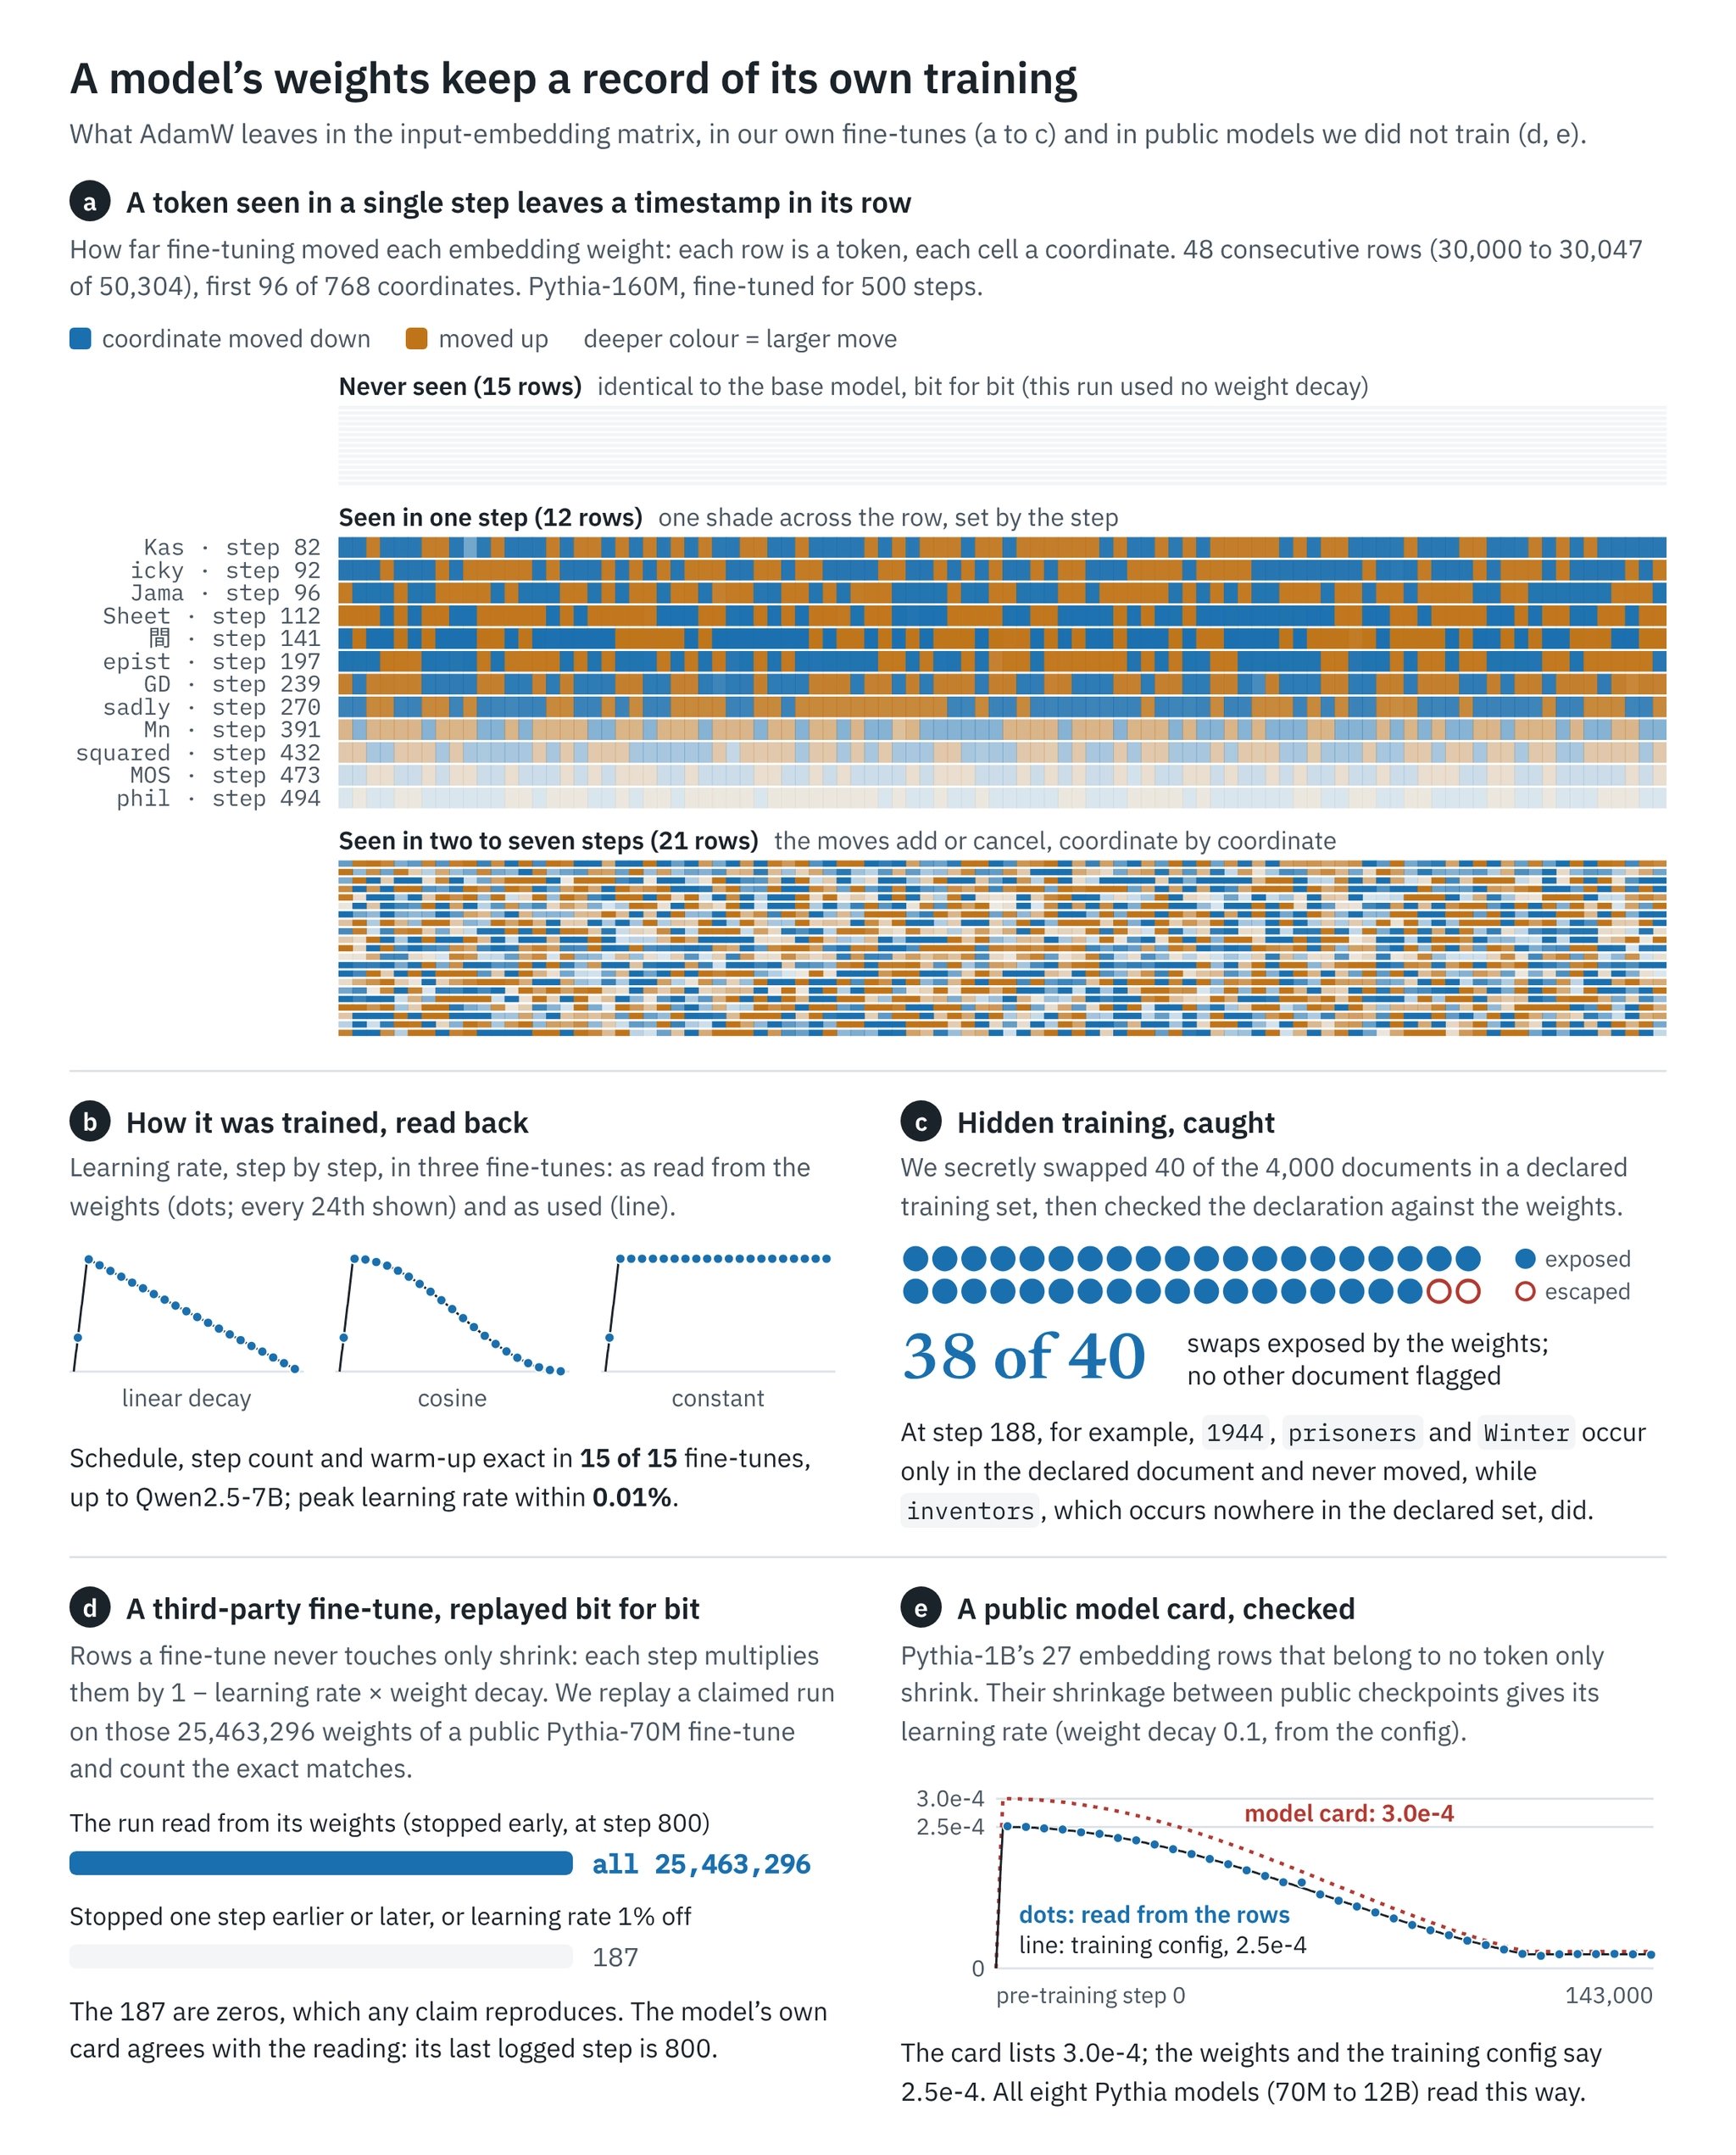 A model’s weights keep a record of its own training
What AdamW leaves in the input-embedding matrix, in our own fine-tunes (a to c) and in public models we did not train (d, e).
a A token seen in a single step leaves a timestamp in its row
How far fine-tuning moved each embedding weight: each row is a token, each cell a coordinate. 48 consecutive rows (30,000 to 30,047
of 50,304), first 96 of 768 coordinates. Pythia-160M, fine-tuned for 500 steps.
coordinate moved down moved up deeper colour = larger move
Never seen (15 rows) identical to the base model, bit for bit (this run used no weight decay)
Seen in one step (12 rows) one shade across the row, set by the step
Kas · step 82
icky · step 92
Jama · step 96
Sheet · step 112
間 · step 141
epist · step 197
GD · step 239
sadly · step 270
Mn · step 391
squared · step 432
MOS · step 473
phil · step 494
Seen in two to seven steps (21 rows) the moves add or cancel, coordinate by coordinate
b How it was trained, read back
Learning rate, step by step, in three fine-tunes: as read from the
weights (dots; every 24th shown) and as used (line).
linear decay cosine constant
Schedule, step count and warm-up exact in 15 of 15 fine-tunes,
up to Qwen2.5-7B; peak learning rate within 0.01%.
c Hidden training, caught
We secretly swapped 40 of the 4,000 documents in a declared
training set, then checked the declaration against the weights.
exposed
escaped
38 of 40
swaps exposed by the weights;
no other document flagged
At step 188, for example, 1944, prisoners and Winter occur
only in the declared document and never moved, while
inventors, which occurs nowhere in the declared set, did.
d A third-party fine-tune, replayed bit for bit
Rows a fine-tune never touches only shrink: each step multiplies
them by 1 − learning rate × weight decay. We replay a claimed run
on those 25,463,296 weights of a public Pythia-70M fine-tune
and count the exact matches.
The run read from its weights (stopped early, at step 800)
all 25,463,296
Stopped one step earlier or later, or learning rate 1% off
187
The 187 are zeros, which any claim reproduces. The model’s own
card agrees with the reading: its last logged step is 800.
e A public model card, checked
Pythia-1B’s 27 embedding rows that belong to no token only
shrink. Their shrinkage between public checkpoints gives its
learning rate (weight decay 0.1, from the config).
3.0e-4
model card: 3.0e-4
2.5e-4
dots: read from the rows
line: training config, 2.5e-4
0
pre-training step 0 143,000
The card lists 3.0e-4; the weights and the training config say
2.5e-4. All eight Pythia models (70M to 12B) read this way.